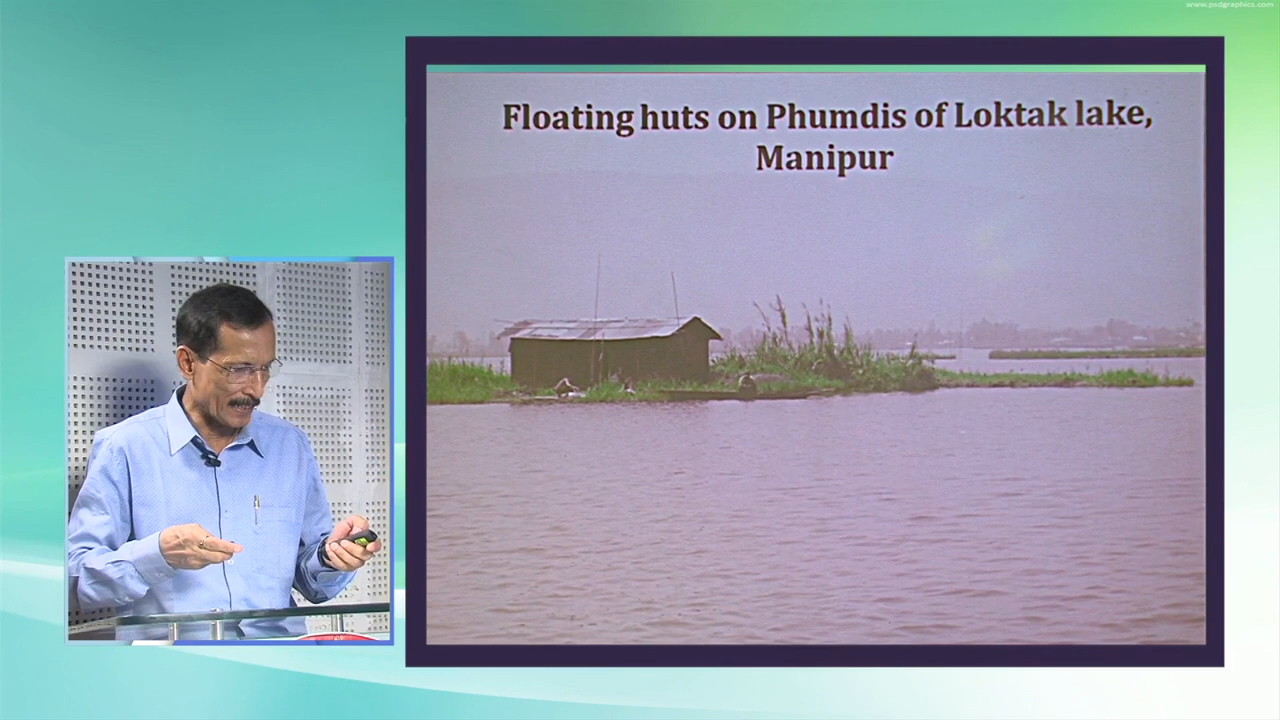 www.psdgraphics.com
Floating huts on Phumdis of Loktak lake,
Manipur